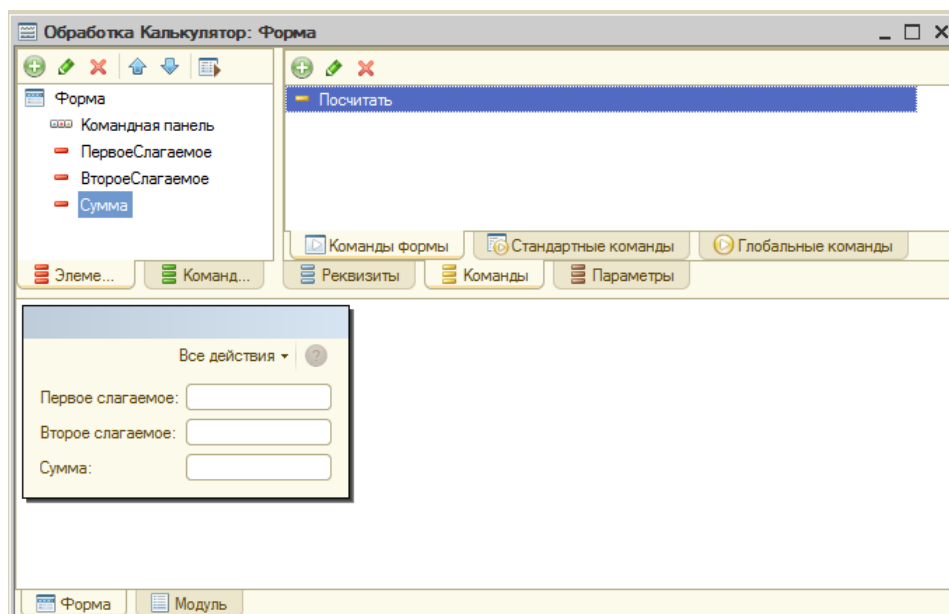 Обработка Калькулятор: Форма
Форма
Командная панель
ПервоеСлагаемое
ВтороеСлагаемое
Сумма
Элеме...
Команд...
Посчитать
Команды формы
Стандартные команды
Глобальные команды
Реквизиты
Команды
Параметры
Все действия
?
Первое слагаемое:
Второе слагаемое:
Сумма:
Форма
Модуль